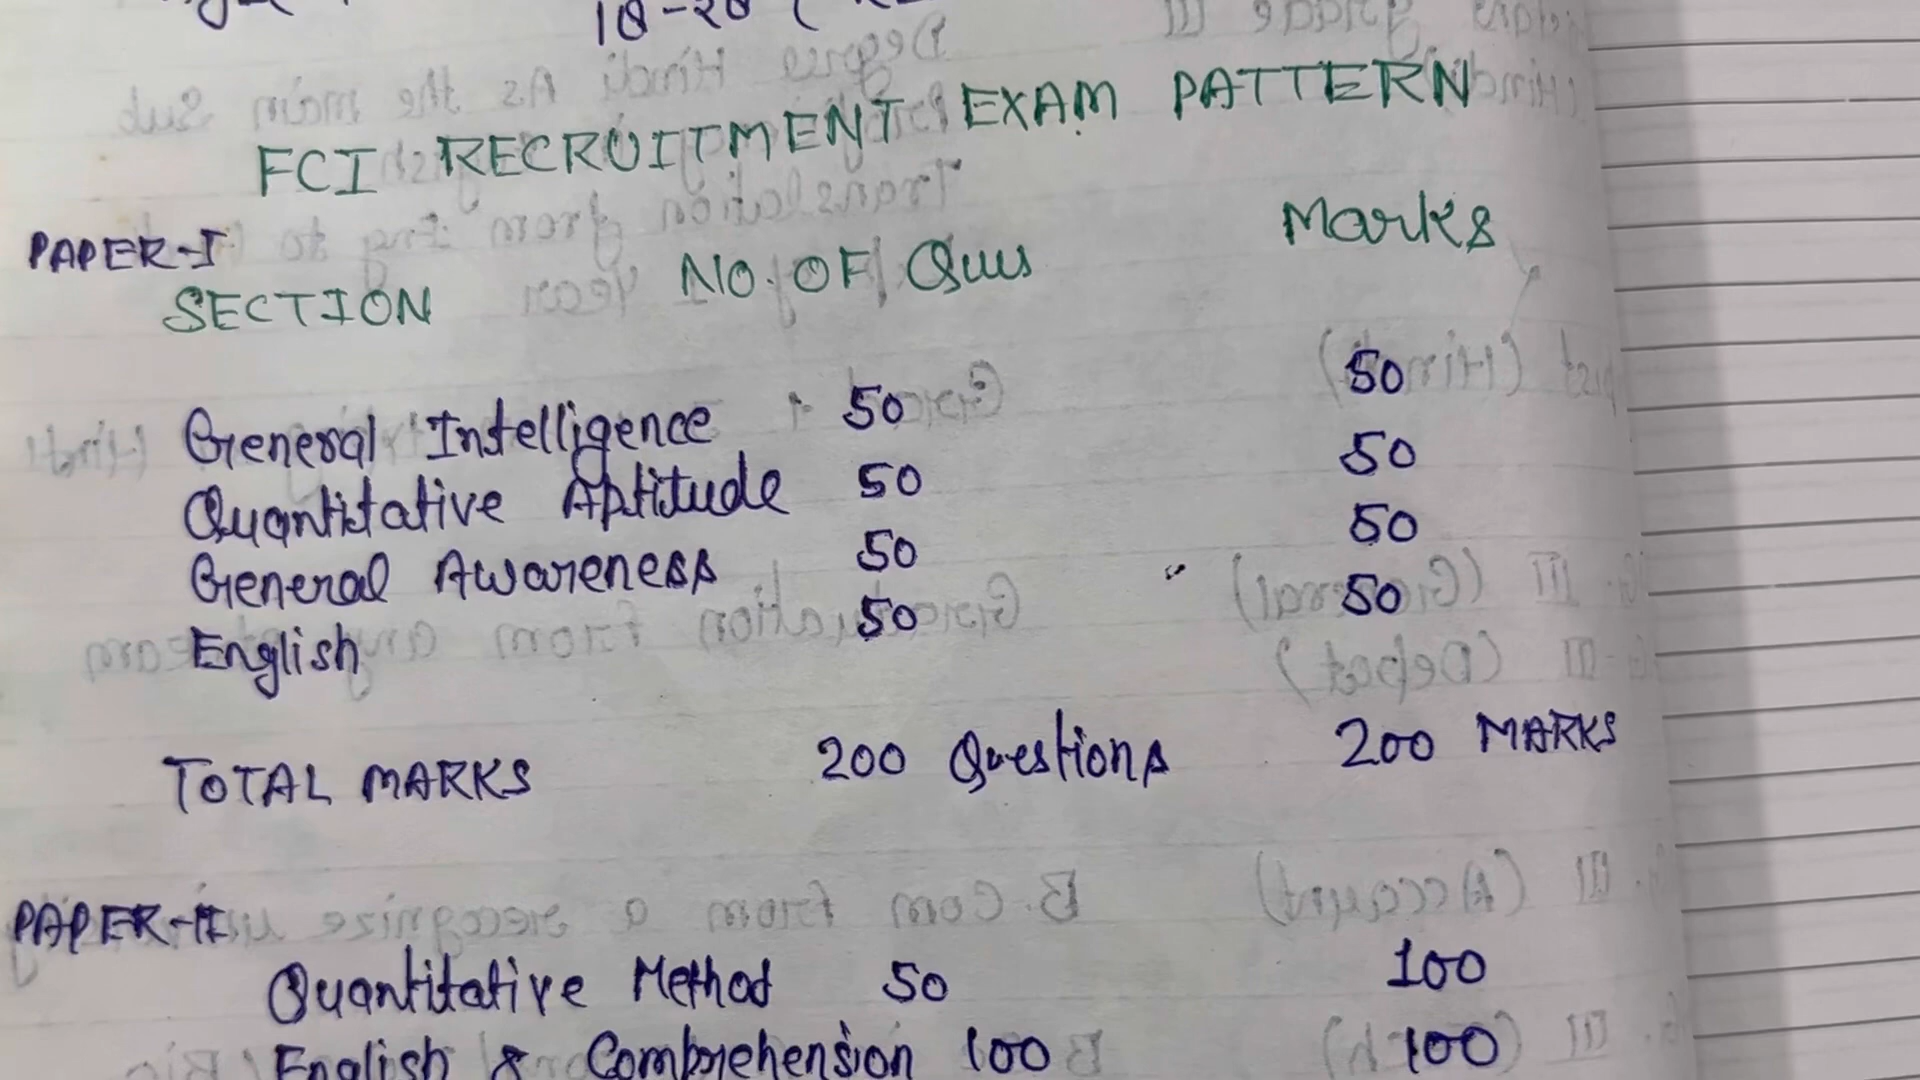 18-28 (
FCI RECRUITMENT EXAM PATTERN
PAPER-I
SECTION NO. OF Ques Marks
General Intelligence 50 50
Quantitative Aptitude 50 50
General Awareness 50 50
English 50 50
TOTAL MARKS 200 Questions 200 MARKS
PAPER-II
Quantitative Method 50 100
English & Comprehension 100 100